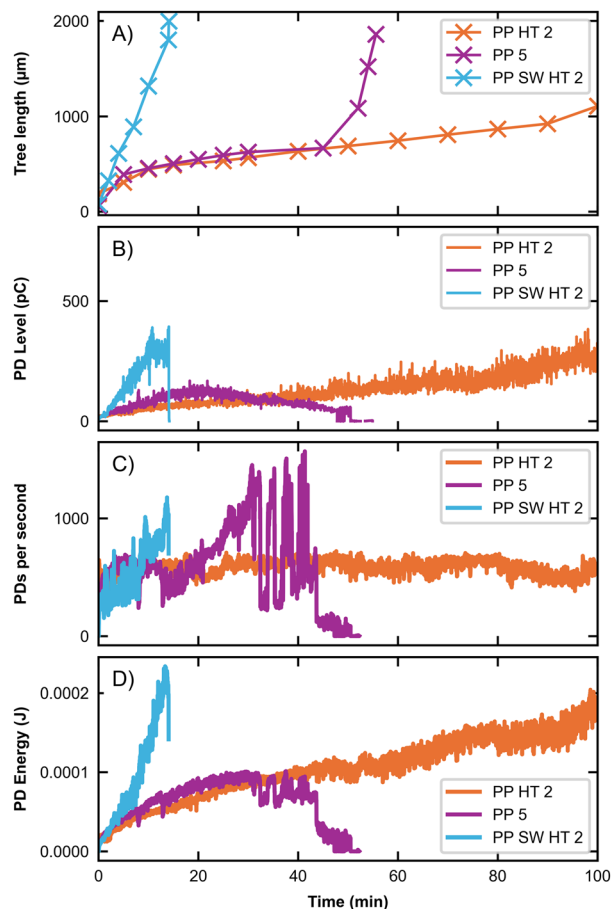 A)
PP HT 2
PP 5
PP SW HT 2
Tree length (µm)
2000
1000
0
B)
PP HT 2
PP 5
PP SW HT 2
PD Level (pC)
500
0
C)
PP HT 2
PP 5
PP SW HT 2
PDs per second
1000
0
D)
PP HT 2
PP 5
PP SW HT 2
PD Energy (J)
0.0002
0.0001
0.0000
0 20 40 60 80 100
Time (min)